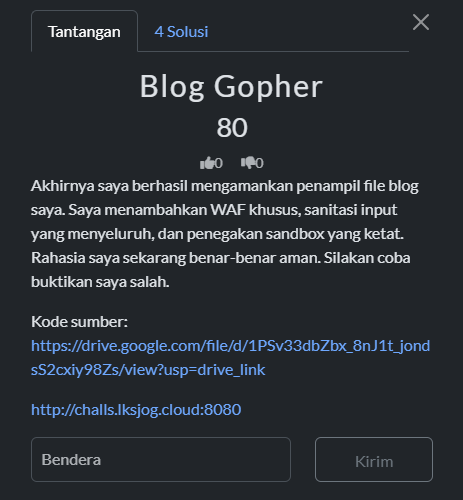 Tantangan
4 Solusi
Blog Gopher
80
0
0
Akhirnya saya berhasil mengamankan penampil file blog
saya. Saya menambahkan WAF khusus, sanitasi input
yang menyeluruh, dan penegakan sandbox yang ketat.
Rahasia saya sekarang benar-benar aman. Silakan coba
buktikan saya salah.
Kode sumber:
https://drive.google.com/file/d/1PSv33dbZbx_8nJ1t_jond
sS2cxiy98Zs/view?usp=drive_link
http://challs.lksjog.cloud:8080
Bendera
Kirim